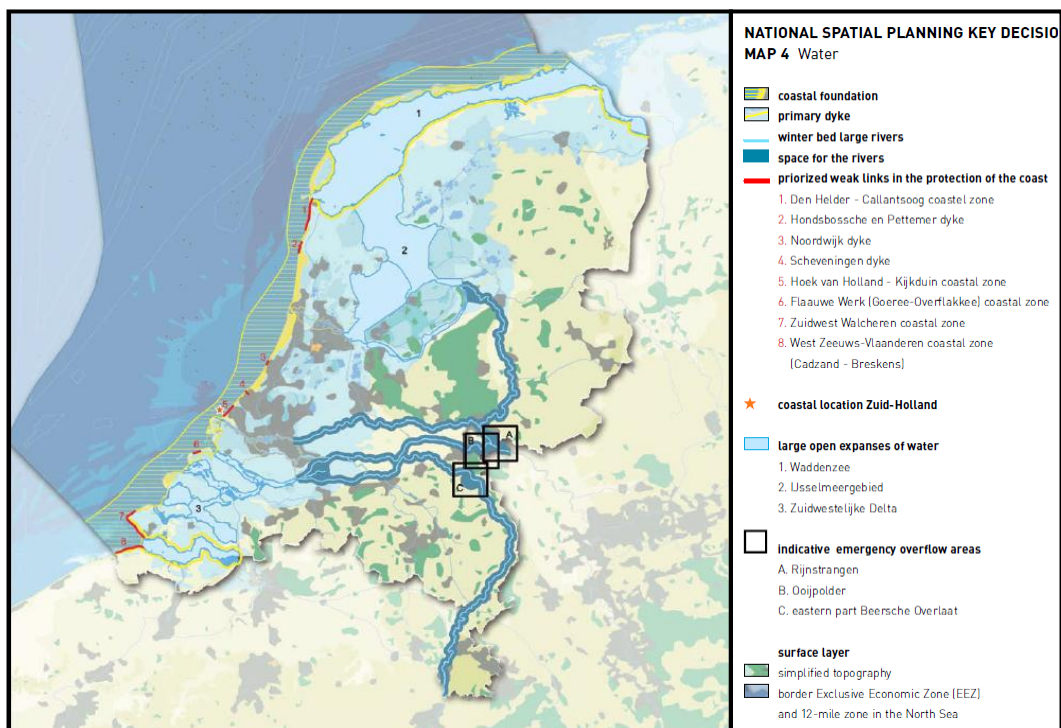 NATIONAL SPATIAL PLANNING KEY DECISIO
MAP 4 Water
coastal foundation
primary dyke
winter bed large rivers
space for the rivers
priorized weak links in the protection of the coast
1. Den Helder - Callantsoog coastel zone
2. Hondsbossche en Pettemer dyke
3. Noordwijk dyke
4. Scheveningen dyke
5. Hoek van Holland - Kijkduin coastal zone
6. Flaauwe Werk (Goeree-Overflakkee) coastal zone
7. Zuidwest Walcheren coastal zone
8. West Zeeuws-Vlaanderen coastal zone
(Cadzand - Breskens)
coastal location Zuid-Holland
large open expanses of water
1. Waddenzee
2. IJsselmeergebied
3. Zuidwestelijke Delta
indicative emergency overflow areas
A. Rijnstrangen
B. Ooijpolder
C. eastern part Beersche Overlaat
surface layer
simplified topography
border Exclusive Economic Zone (EEZ)
and 12-mile zone in the North Sea
1
1
2
2
3
4
5
6
A
B
C
3
7
8